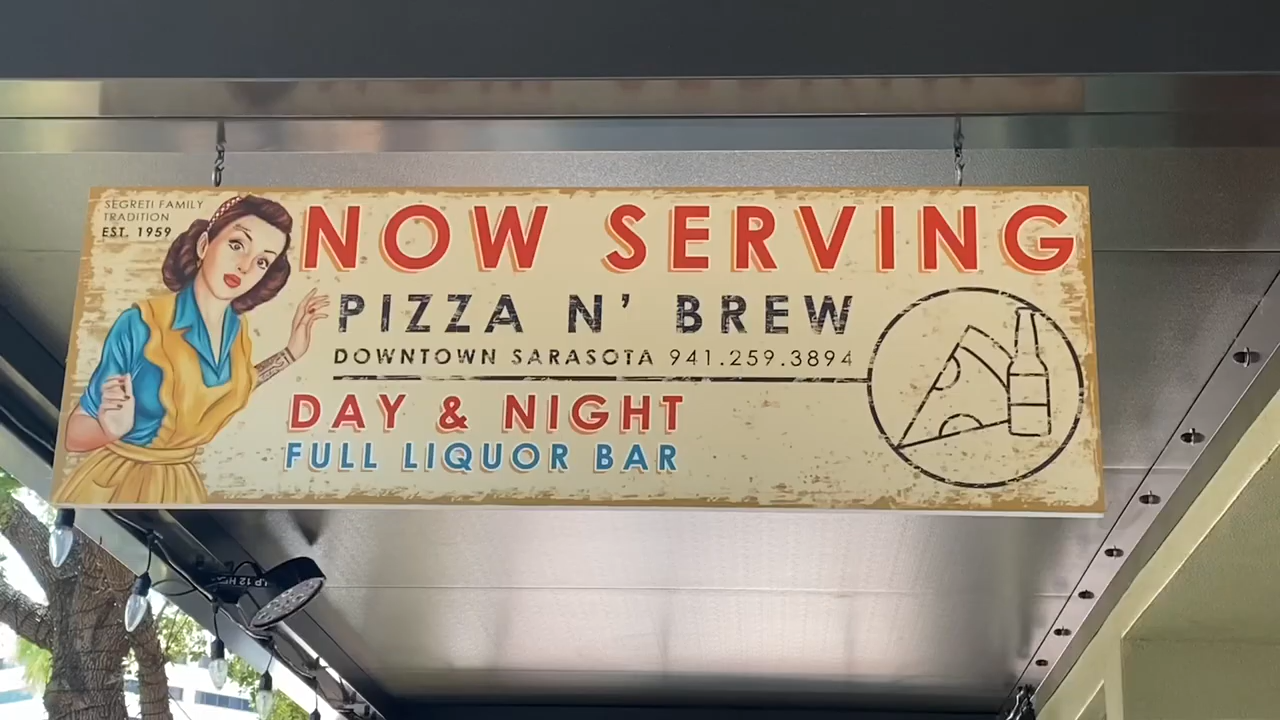 SEGRETI FAMILY
TRADITION
EST. 1959
NOW SERVING
PIZZA N' BREW
DOWNTOWN SARASOTA 941.259.3894
DAY & NIGHT
FULL LIQUOR BAR